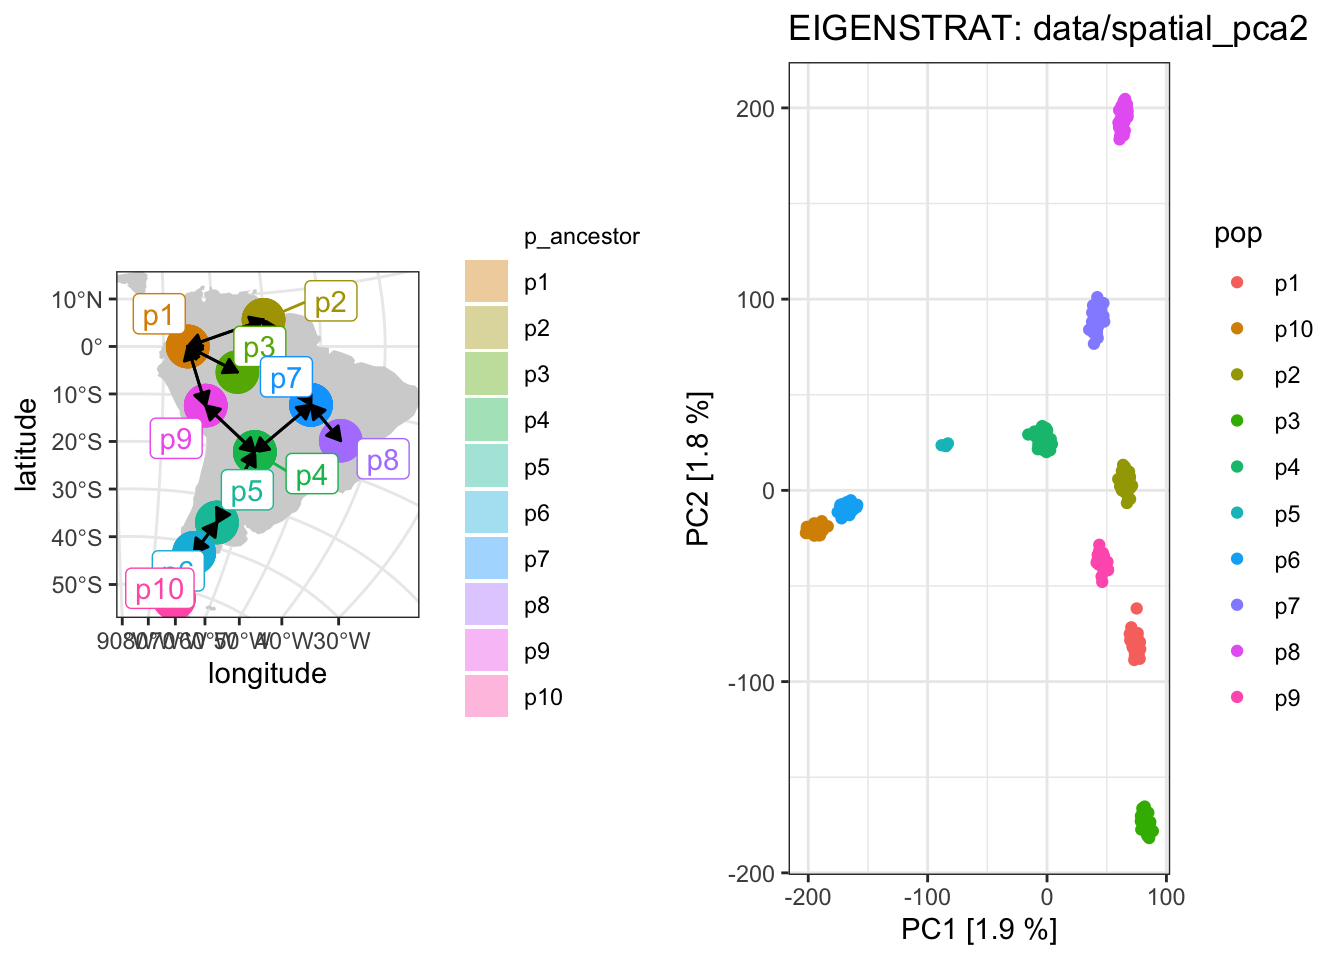 EIGENSTRAT: data/spatial_pca2
p_ancestor
p1
p2
p3
p4
p5
p6
p7
p8
p9
p10
10°N
0°
10°S
20°S
30°S
40°S
50°S
latitude
p1
p2
p3
p7
p9
p8
p4
p5
p10
40°W
30°W
longitude
200
100
0
-100
-200
PC2 [1.8 %]
-200
-100
0
100
PC1 [1.9 %]
pop
p1
p10
p2
p3
p4
p5
p6
p7
p8
p9